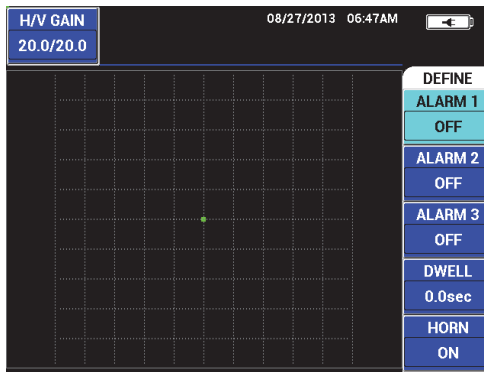 H/V GAIN
20.0/20.0
08/27/2013 06:47AM
DEFINE
ALARM 1
OFF
ALARM 2
OFF
ALARM 3
OFF
DWELL
0.0sec
HORN
ON